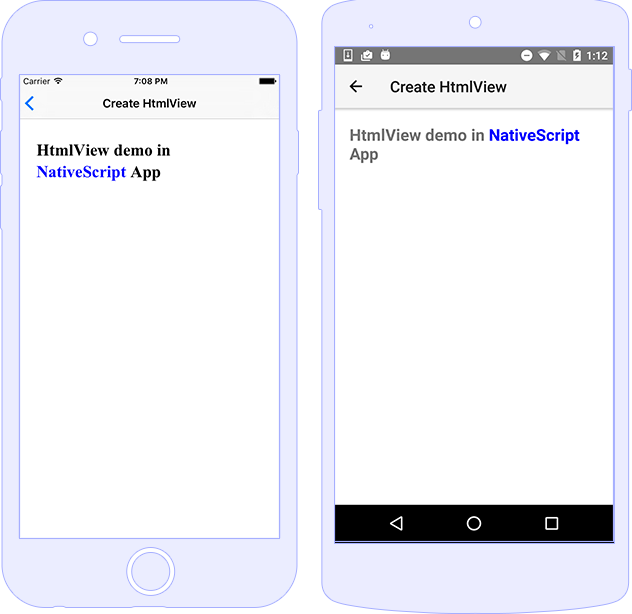 Carrier 7:08 PM
Create HtmlView
HtmlView demo in
NativeScript App
1:12
Create HtmlView
HtmlView demo in NativeScript
App